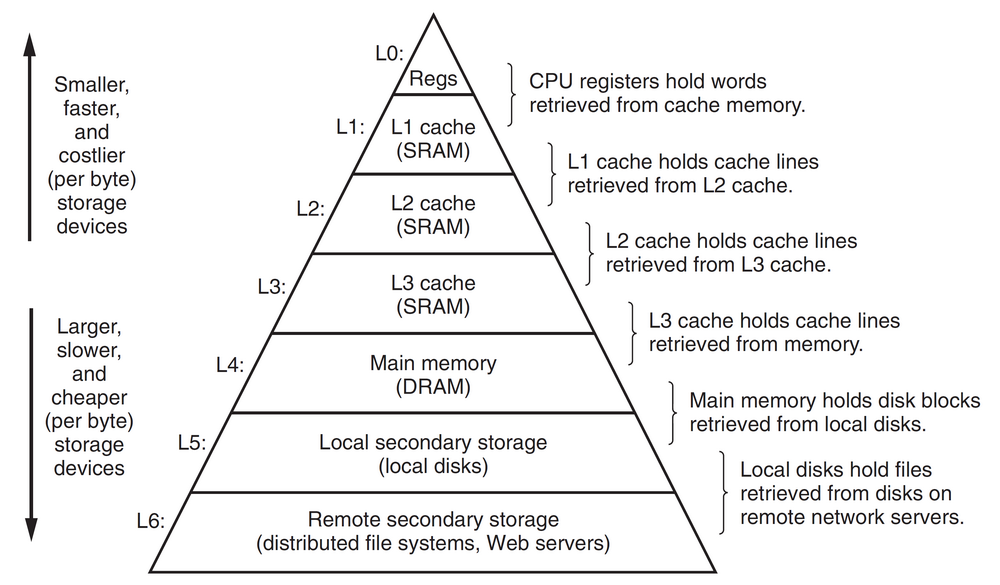 Smaller,
faster,
and
costlier
(per byte)
storage
devices
Larger,
slower,
and
cheaper
(per byte)
storage
devices
L0:
Regs
CPU registers hold words
retrieved from cache memory.
L1:
L1 cache
(SRAM)
L1 cache holds cache lines
retrieved from L2 cache.
L2:
L2 cache
(SRAM)
L2 cache holds cache lines
retrieved from L3 cache.
L3:
L3 cache
(SRAM)
L3 cache holds cache lines
retrieved from memory.
L4:
Main memory
(DRAM)
Main memory holds disk blocks
retrieved from local disks.
L5:
Local secondary storage
(local disks)
Local disks hold files
retrieved from disks on
remote network servers.
L6:
Remote secondary storage
(distributed file systems, Web servers)